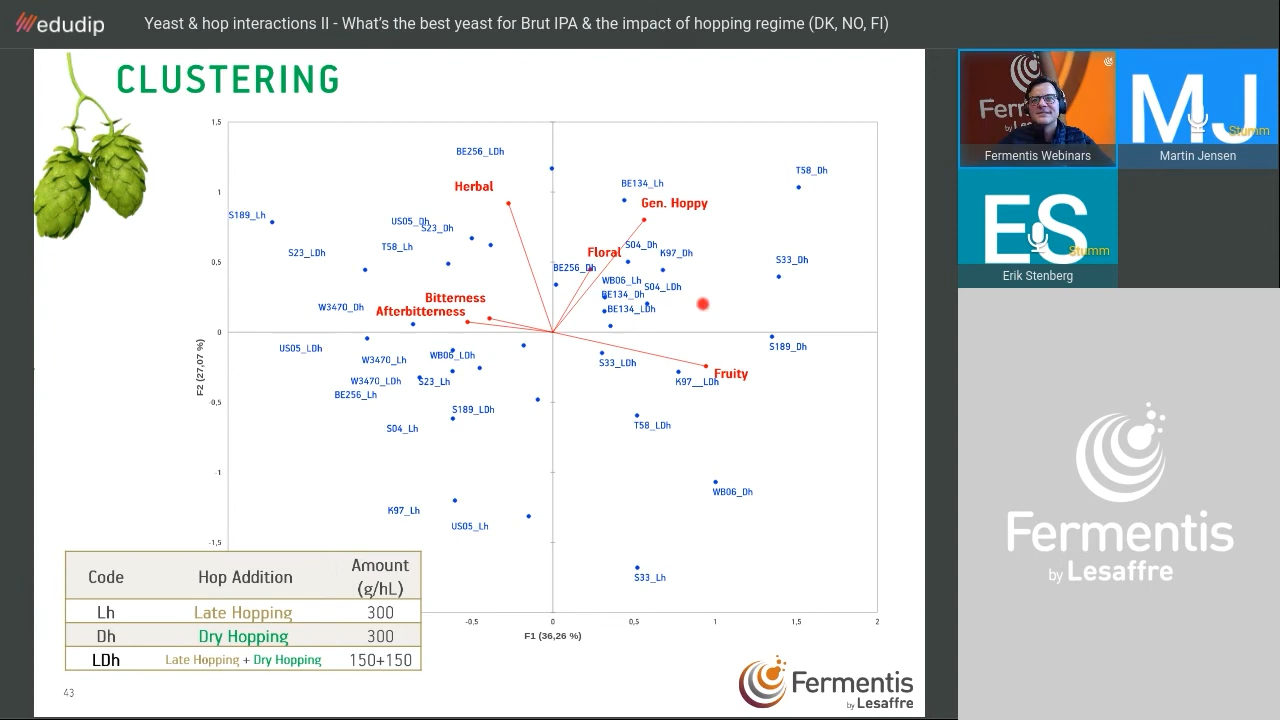 edudip
Yeast & hop interactions II - What's the best yeast for Brut IPA & the impact of hopping regime (DK, NO, FI)
CLUSTERING
1,5
1
0,5
0
-0,5
-1
-1,5
F2 (27,07 %)
BE256_LDh
T58_Dh
Herbal
BE134_Lh
Gen. Hoppy
S189_Lh
US05_Dh
S23_Dh
T58_Lh
S23_LDh
Floral
S04_Dh
K97_Dh
S33_Dh
BE256_Dh
WB06_Lh
S04_LDh
BE134_Dh
BE134_LDh
Bitterness
Afterbitterness
W3470_Dh
US05_LDh
W3470_Lh
WB06_LDh
S33_LDh
S189_Dh
Fruity
K97__LDh
W3470_LDh
S23_Lh
BE256_Lh
S189_LDh
S04_Lh
T58_LDh
WB06_Dh
K97_Lh
US05_Lh
S33_Lh
-0,5
0
0,5
1
1,5
2
F1 (36,26 %)
Code Hop Addition Amount (g/hL)
Lh Late Hopping 300
Dh Dry Hopping 300
LDh Late Hopping + Dry Hopping 150+150
43
Fermentis
by Lesaffre
Ferm
by Le
Fermentis Webinars
MJ
Stumm
Martin Jensen
ES
Stumm
Erik Stenberg
Fermentis
by Lesaffre